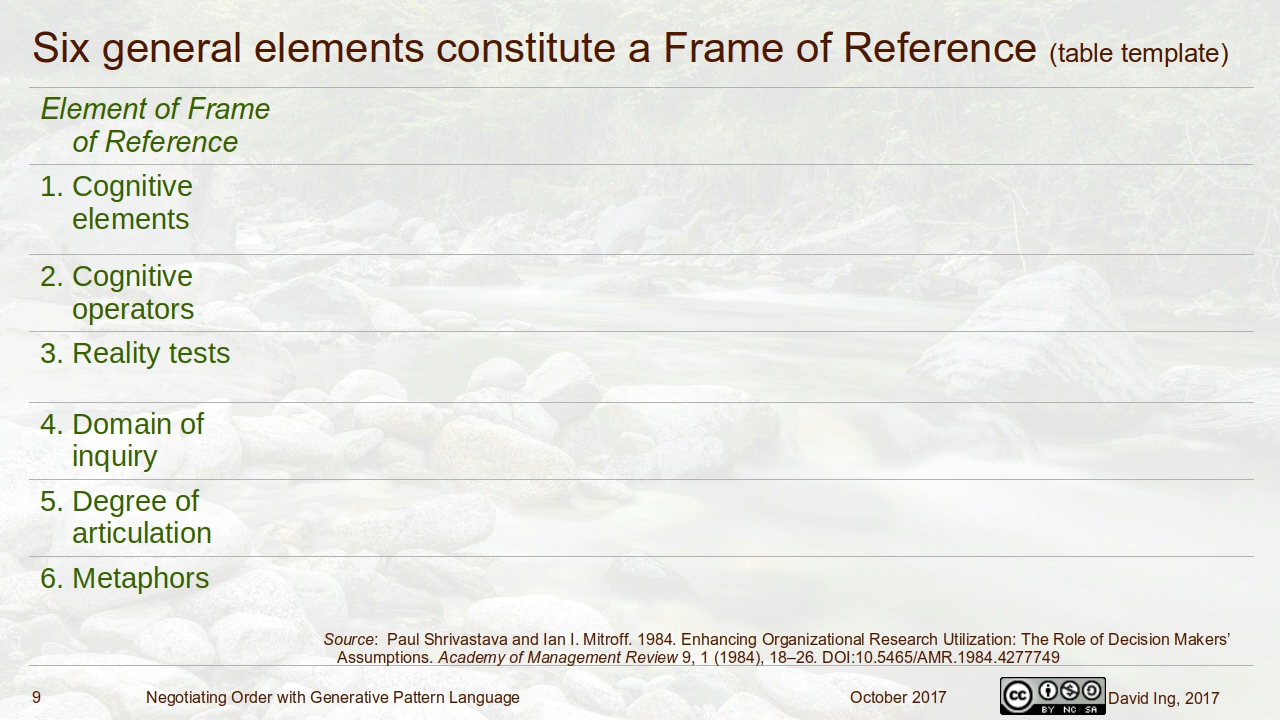 Six general elements constitute a Frame of Reference (table template)
Element of Frame
of Reference
1. Cognitive
elements
2. Cognitive
operators
3. Reality tests
4. Domain of
inquiry
5. Degree of
articulation
6. Metaphors
Source:  Paul Shrivastava and Ian I. Mitroff. 1984. Enhancing Organizational Research Utilization: The Role of Decision Makers’
Assumptions. Academy of Management Review 9, 1 (1984), 18–26. DOI:10.5465/AMR.1984.4277749
9 Negotiating Order with Generative Pattern Language October 2017 cc BY NC SA David Ing, 2017